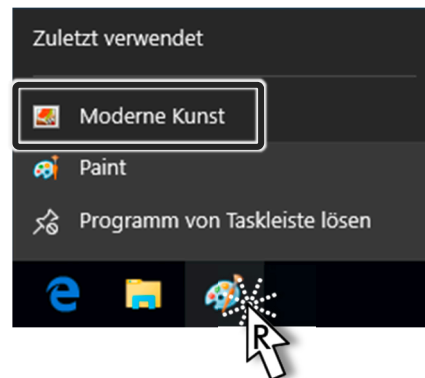 Zuletzt verwendet
Moderne Kunst
Paint
Programm von Taskleiste lösen
R